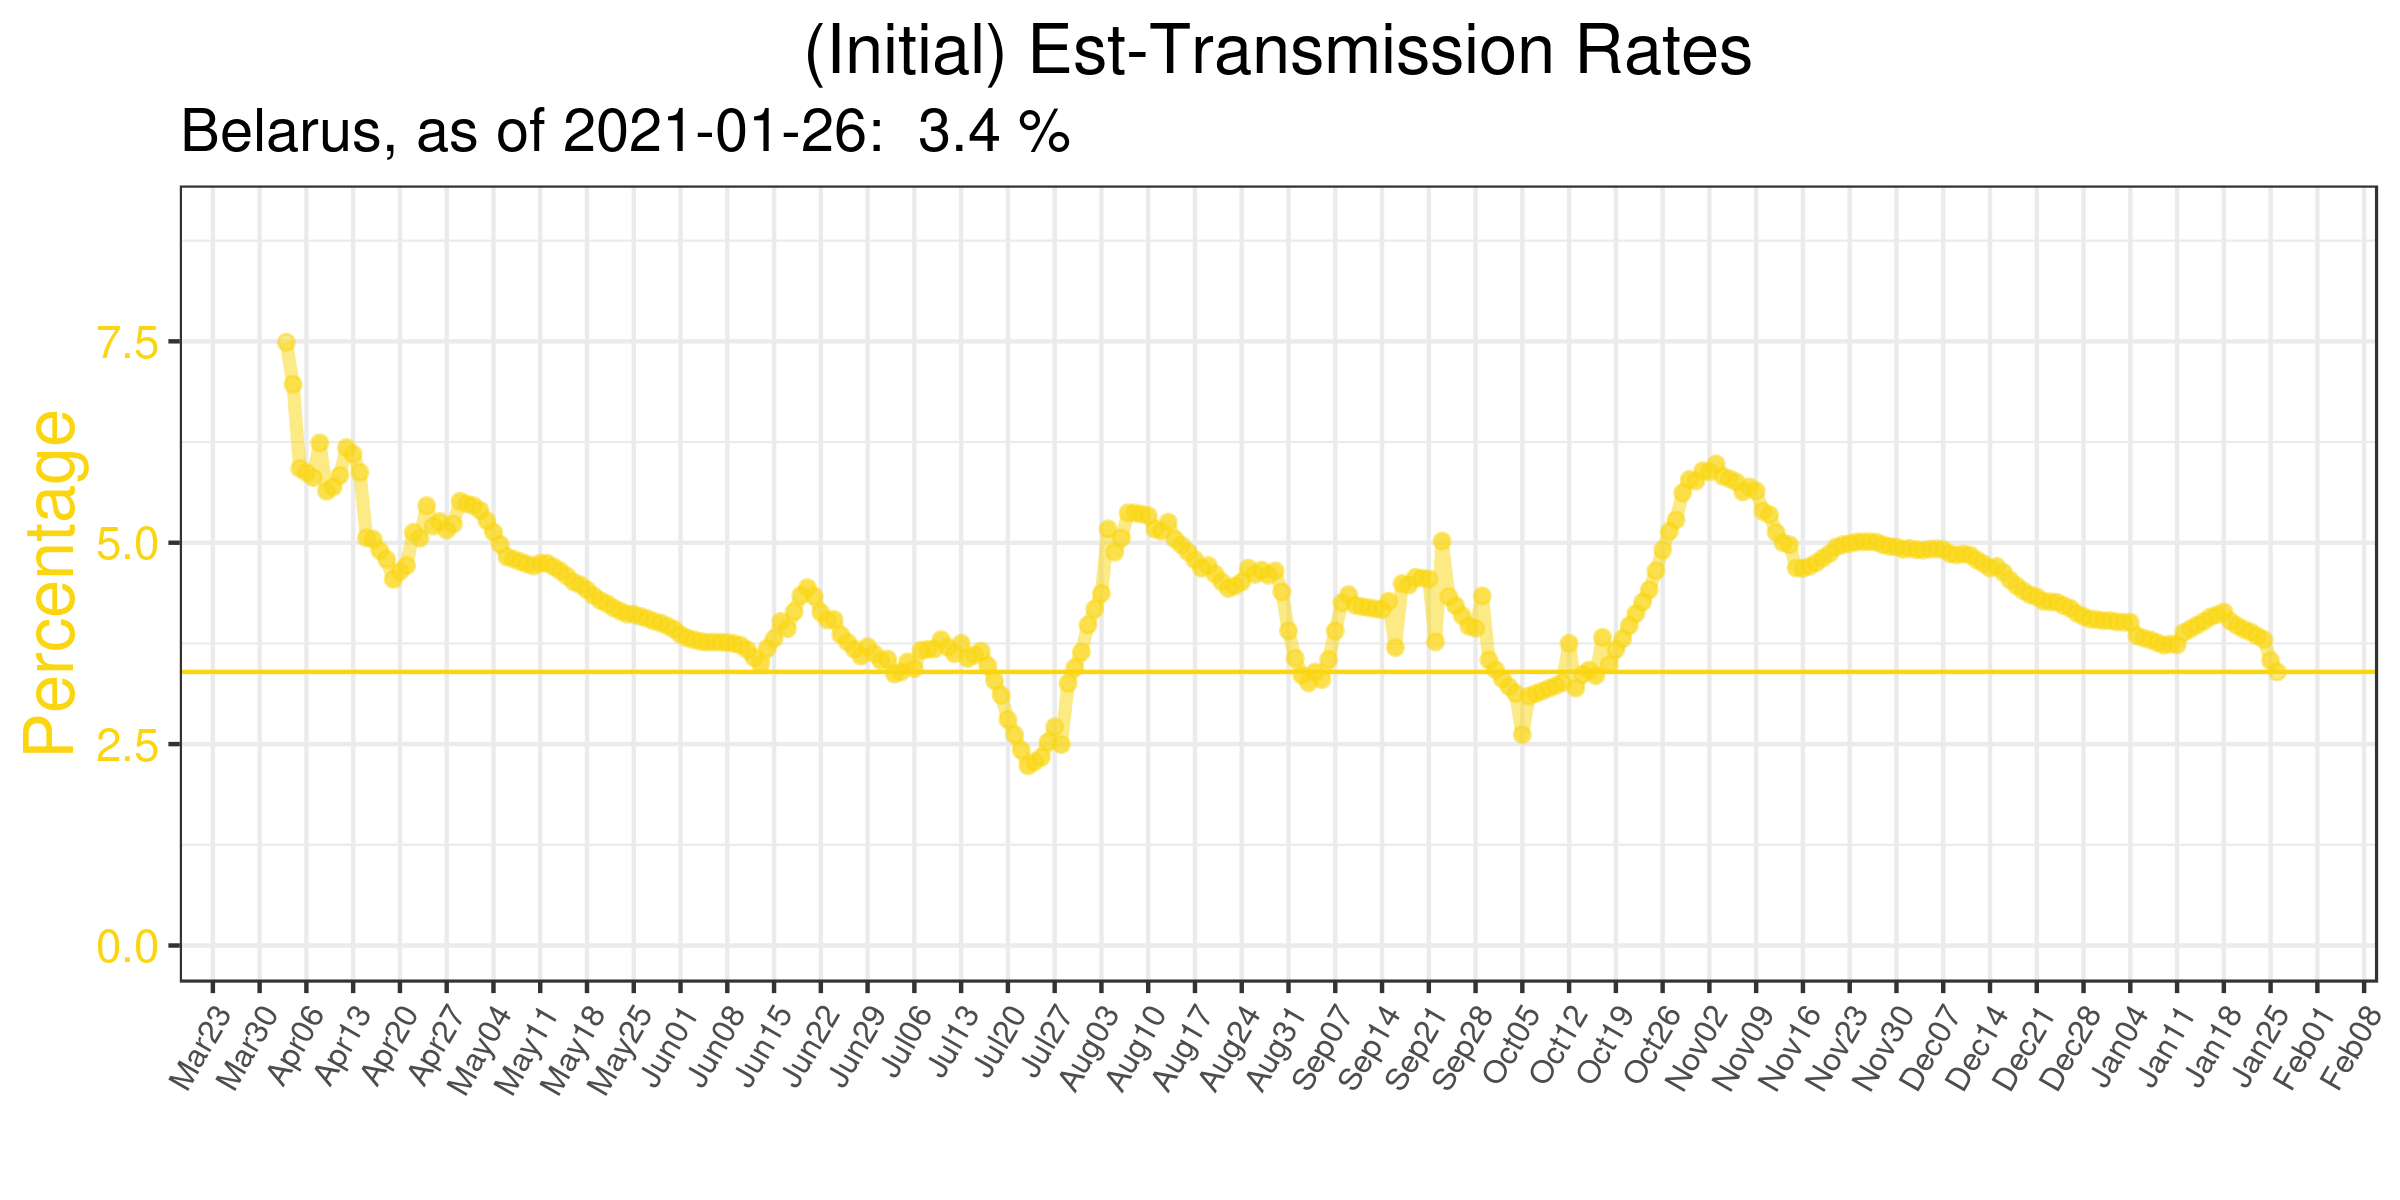 (Initial) Est-Transmission Rates
Belarus, as of 2021-01-26:  3.4 %
Percentage
7.5
5.0
2.5
0.0
Mar23
Mar30
Apr06
Apr13
Apr20
Apr27
May04
May11
May18
May25
Jun01
Jun08
Jun15
Jun22
Jun29
Jul06
Jul13
Jul20
Jul27
Aug03
Aug10
Aug17
Aug24
Aug31
Sep07
Sep14
Sep21
Sep28
Oct05
Oct12
Oct19
Oct26
Nov02
Nov09
Nov16
Nov23
Nov30
Dec07
Dec14
Dec21
Dec28
Jan04
Jan11
Jan18
Jan25
Feb01
Feb08